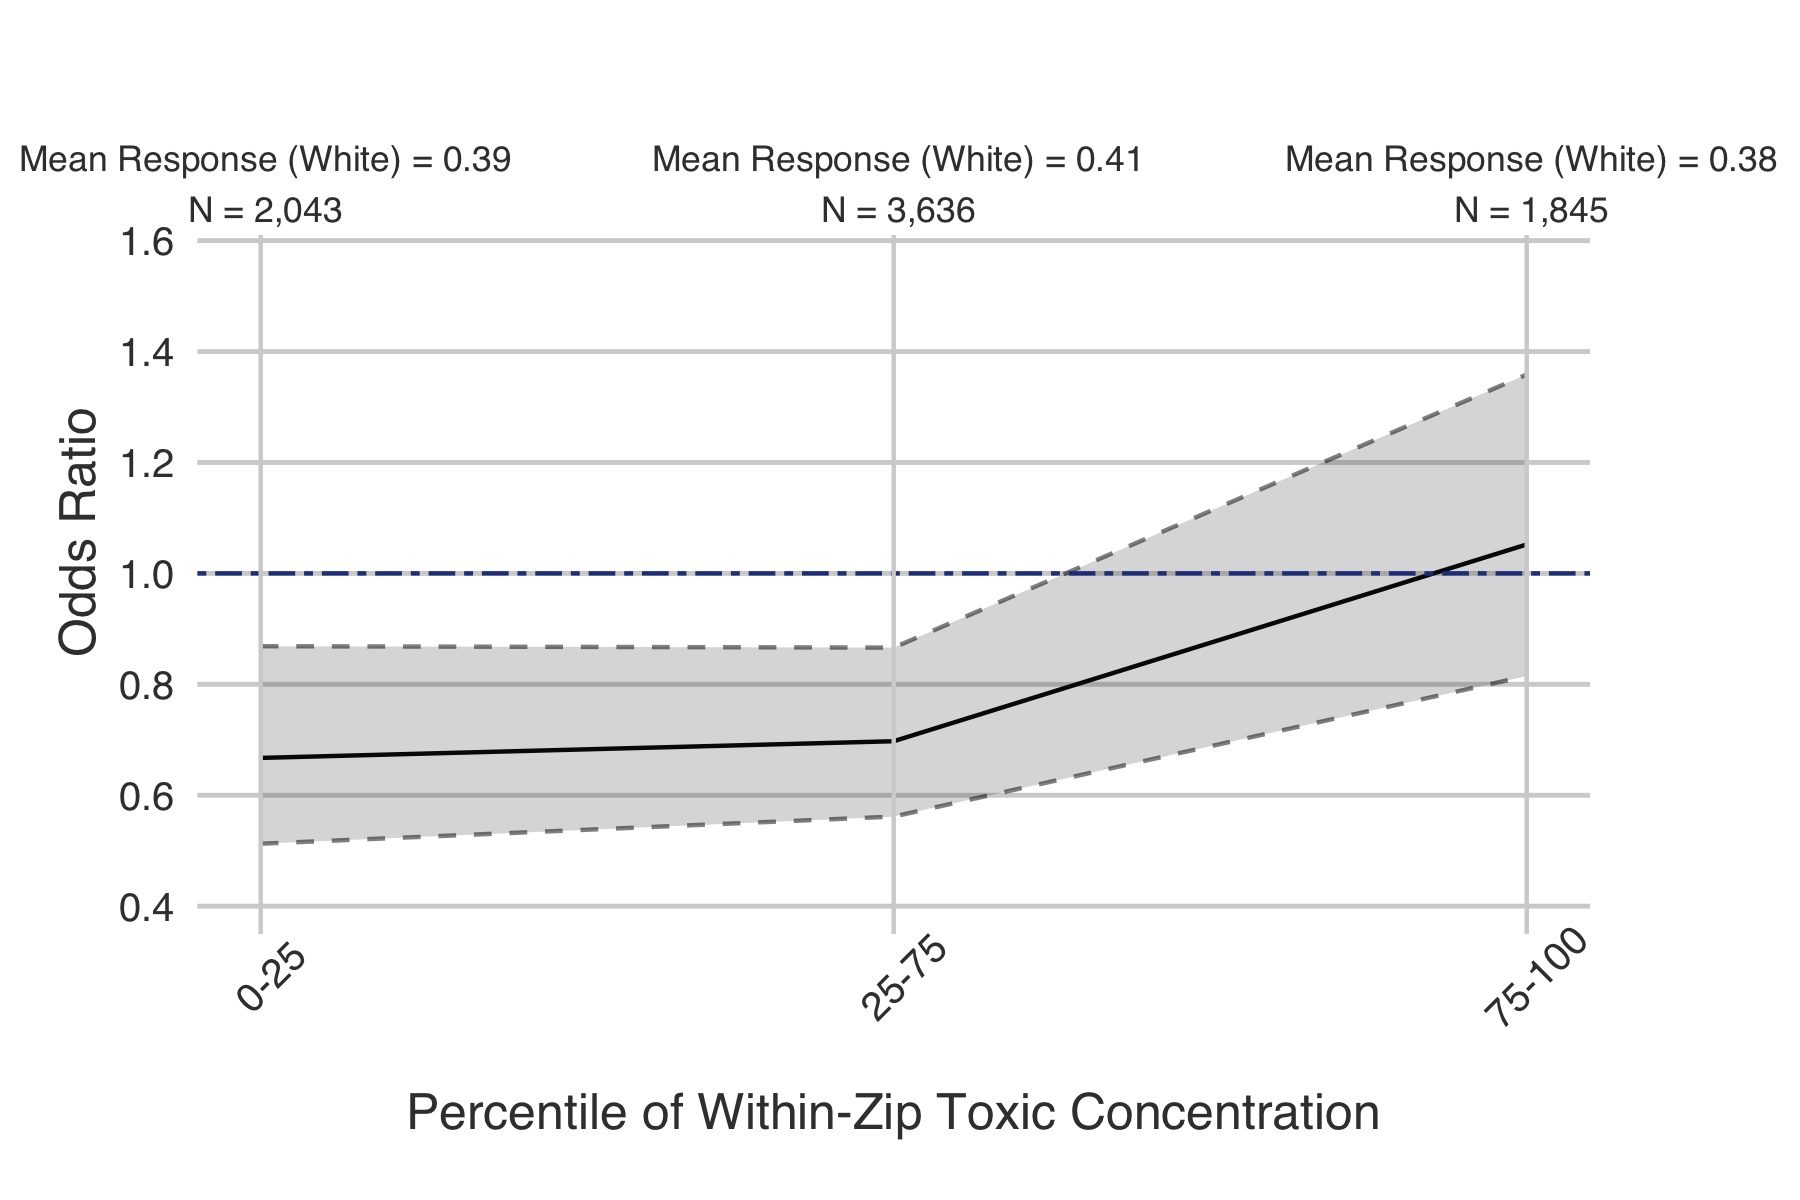 Mean Response (White) = 0.39
N = 2,043
Mean Response (White) = 0.41
N = 3,636
Mean Response (White) = 0.38
N = 1,845
Odds Ratio
1.6
1.4
1.2
1.0
0.8
0.6
0.4
0-25
25-75
75-100
Percentile of Within-Zip Toxic Concentration